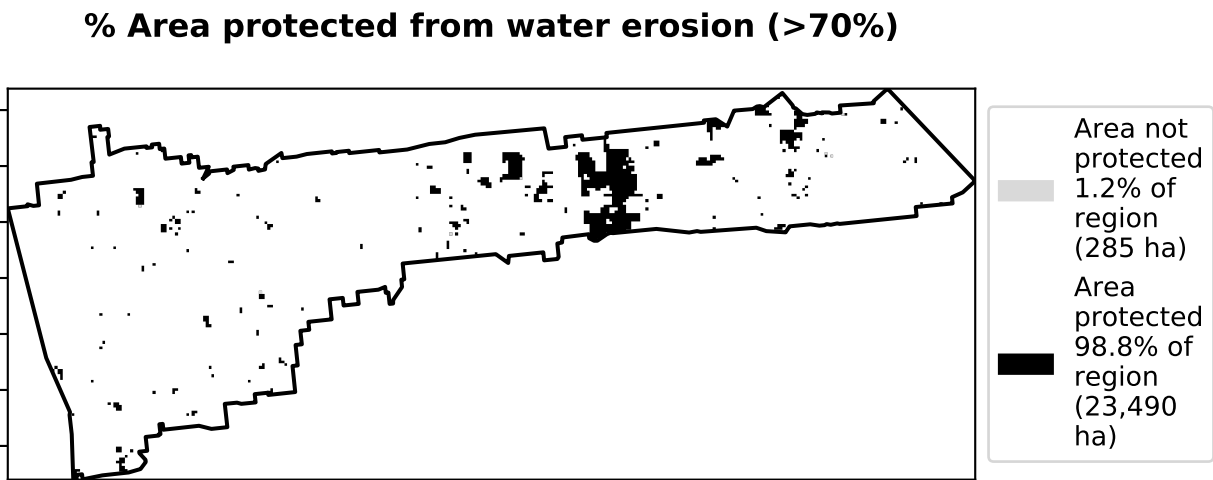 % Area protected from water erosion (>70%)
Area not
protected
1.2% of
region
(285 ha)
Area
protected
98.8% of
region
(23,490
ha)